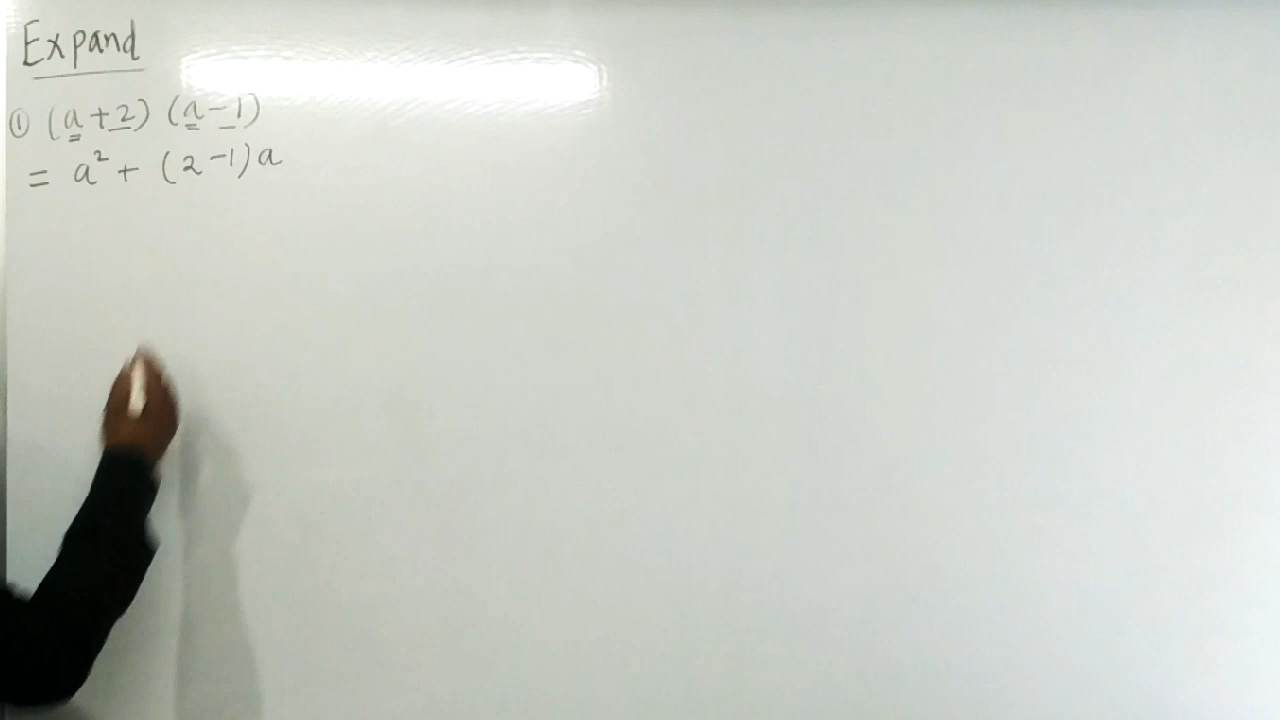 Expand
① (a+2) (a-1)
= a² + (2-1)a